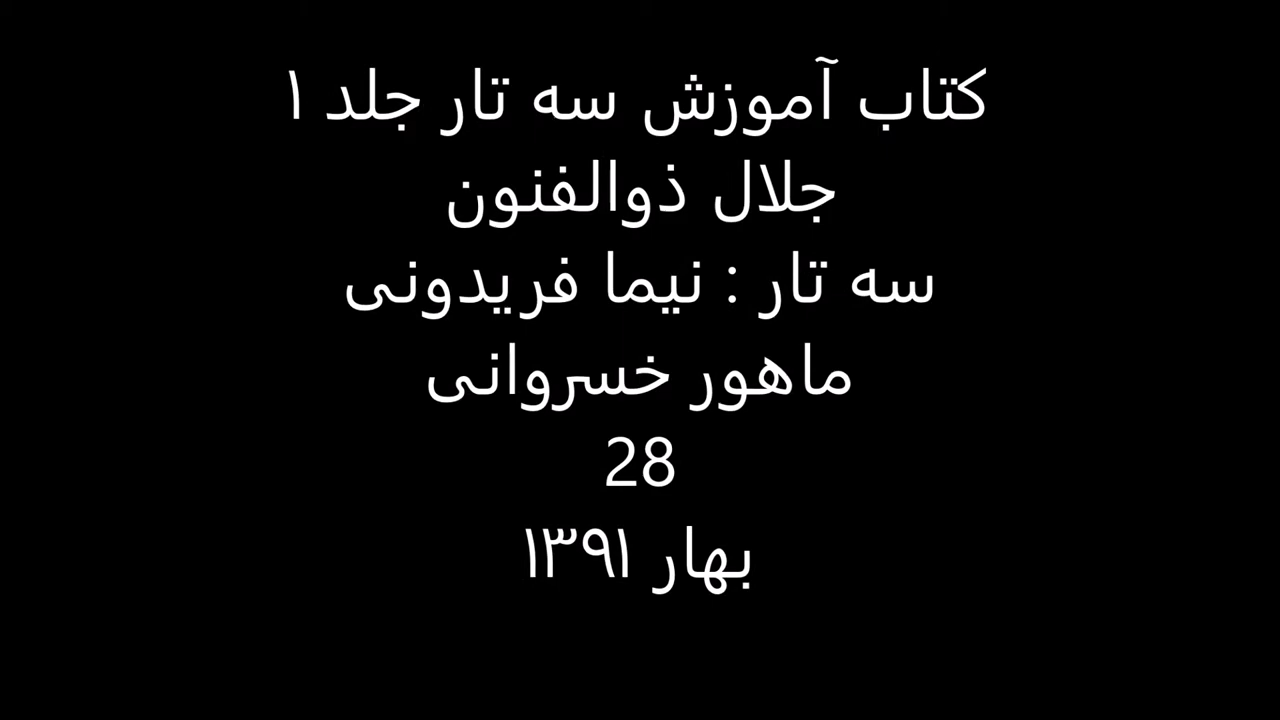 کتاب آموزش سه تار جلد ۱
جلال ذوالفنون
سه تار : نیما فریدونی
ماهور خسروانی
28
بهار ۱۳۹۱